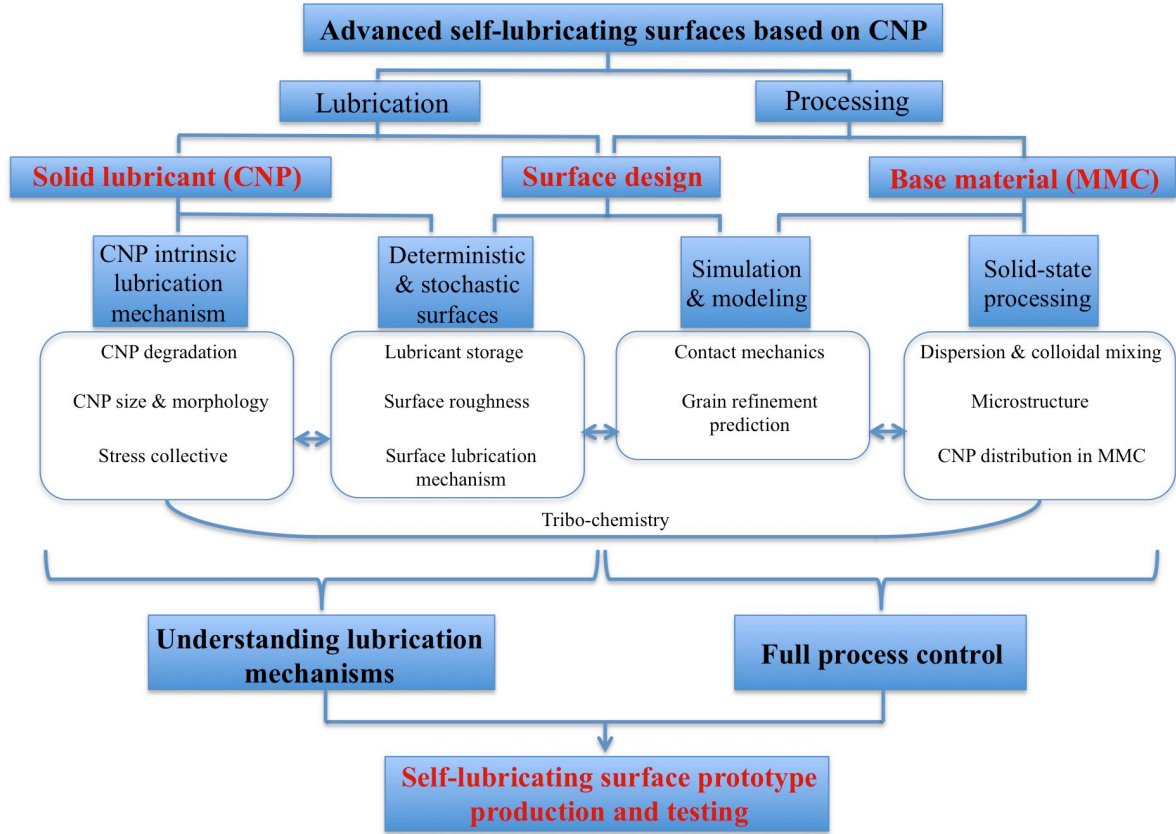 Advanced self-lubricating surfaces based on CNP
Lubrication
Processing
Solid lubricant (CNP)
Surface design
Base material (MMC)
CNP intrinsic
lubrication
mechanism
Deterministic
& stochastic
surfaces
Simulation
& modeling
Solid-state
processing
CNP degradation
CNP size & morphology
Stress collective
Lubricant storage
Surface roughness
Surface lubrication
mechanism
Contact mechanics
Grain refinement
prediction
Dispersion & colloidal mixing
Microstructure
CNP distribution in MMC
Tribo-chemistry
Understanding lubrication
mechanisms
Full process control
Self-lubricating surface prototype
production and testing